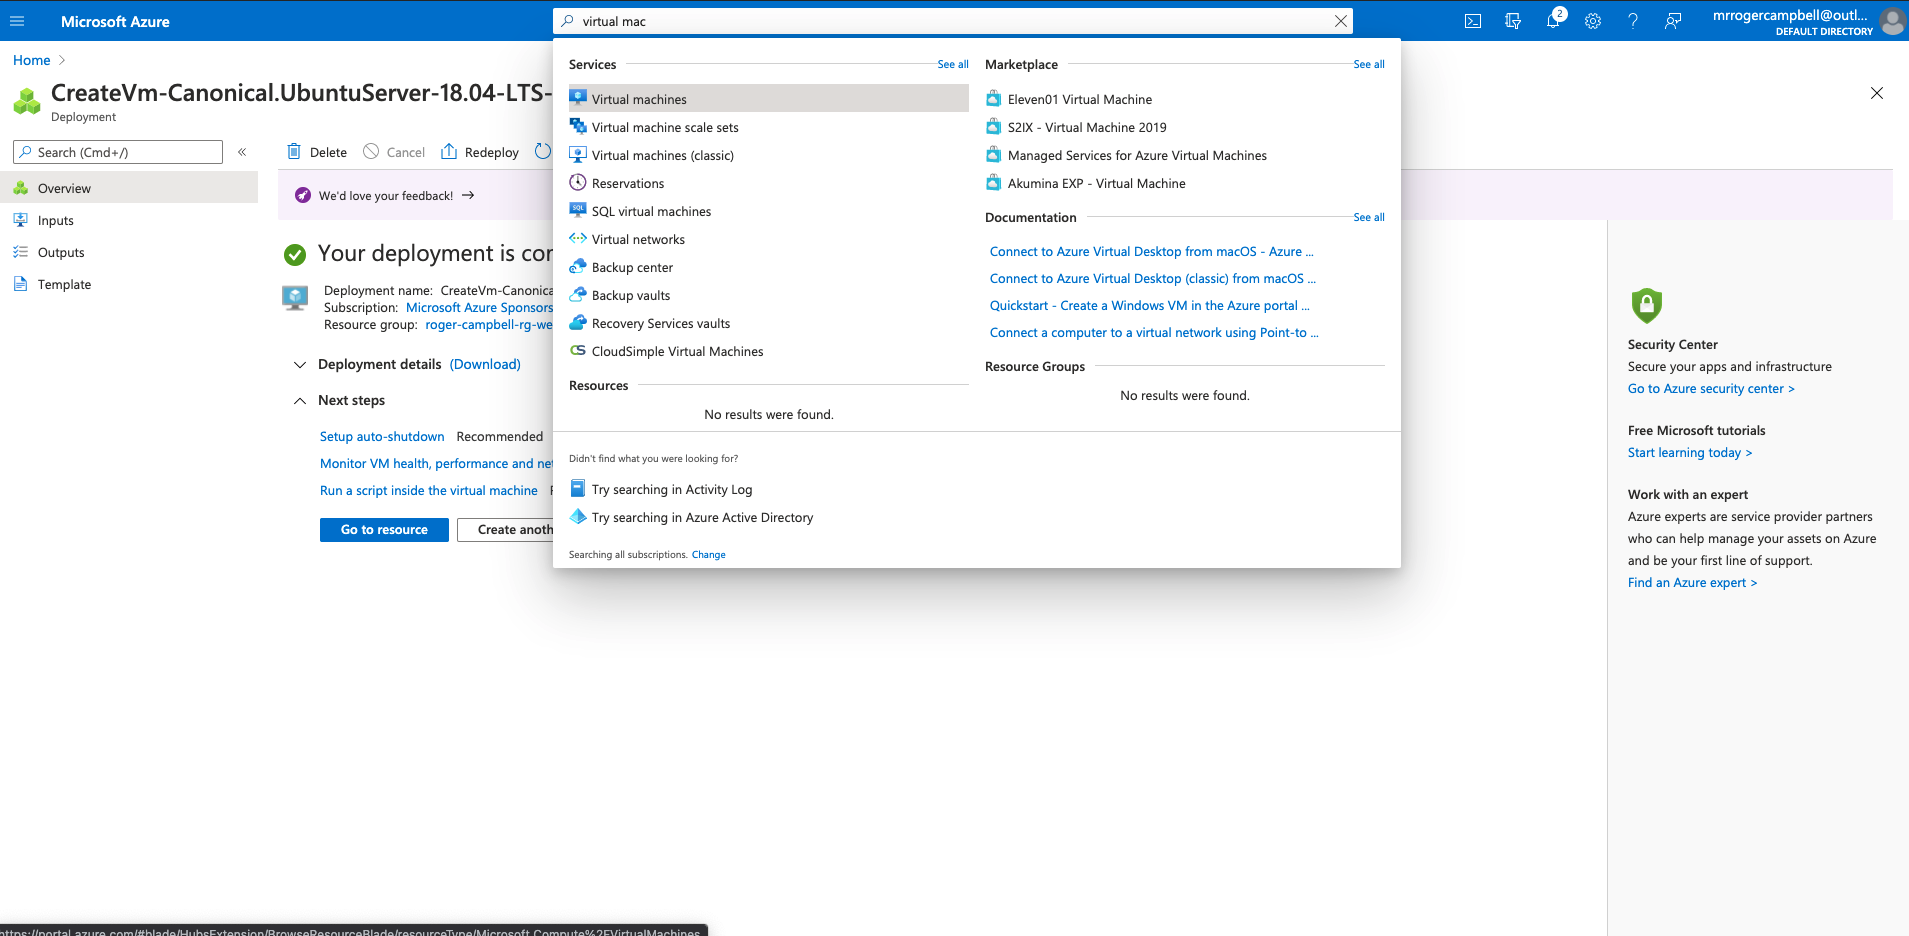 Microsoft Azure
virtual mac
2
mrrogercampbell@outl...
DEFAULT DIRECTORY
Home
CreateVm-Canonical.UbuntuServer-18.04-LTS-
Deployment
Search (Cmd+/)
«
Overview
Inputs
Outputs
Template
Delete
Cancel
Redeploy
We'd love your feedback! →
Your deployment is cor
Deployment name: CreateVm-Canonica
Subscription: Microsoft Azure Sponsors
Resource group: roger-campbell-rg-we
Deployment details (Download)
Next steps
Setup auto-shutdown Recommended
Monitor VM health, performance and net
Run a script inside the virtual machine
Go to resource
Create anoth
Services
See all
Virtual machines
Virtual machine scale sets
Virtual machines (classic)
Reservations
SQL virtual machines
Virtual networks
Backup center
Backup vaults
Recovery Services vaults
CloudSimple Virtual Machines
Resources
No results were found.
Marketplace
See all
Eleven01 Virtual Machine
S2IX - Virtual Machine 2019
Managed Services for Azure Virtual Machines
Akumina EXP - Virtual Machine
Documentation
See all
Connect to Azure Virtual Desktop from macOS - Azure ...
Connect to Azure Virtual Desktop (classic) from macOS ...
Quickstart - Create a Windows VM in the Azure portal ...
Connect a computer to a virtual network using Point-to ...
Resource Groups
No results were found.
Didn't find what you were looking for?
Try searching in Activity Log
Try searching in Azure Active Directory
Searching all subscriptions. Change
Security Center
Secure your apps and infrastructure
Go to Azure security center >
Free Microsoft tutorials
Start learning today >
Work with an expert
Azure experts are service provider partners
who can help manage your assets on Azure
and be your first line of support.
Find an Azure expert >
https://portal.azure.com/#blade/HubsExtension/BrowseResourceBlade/resourceType/Microsoft.Compute%2FVirtualMachines